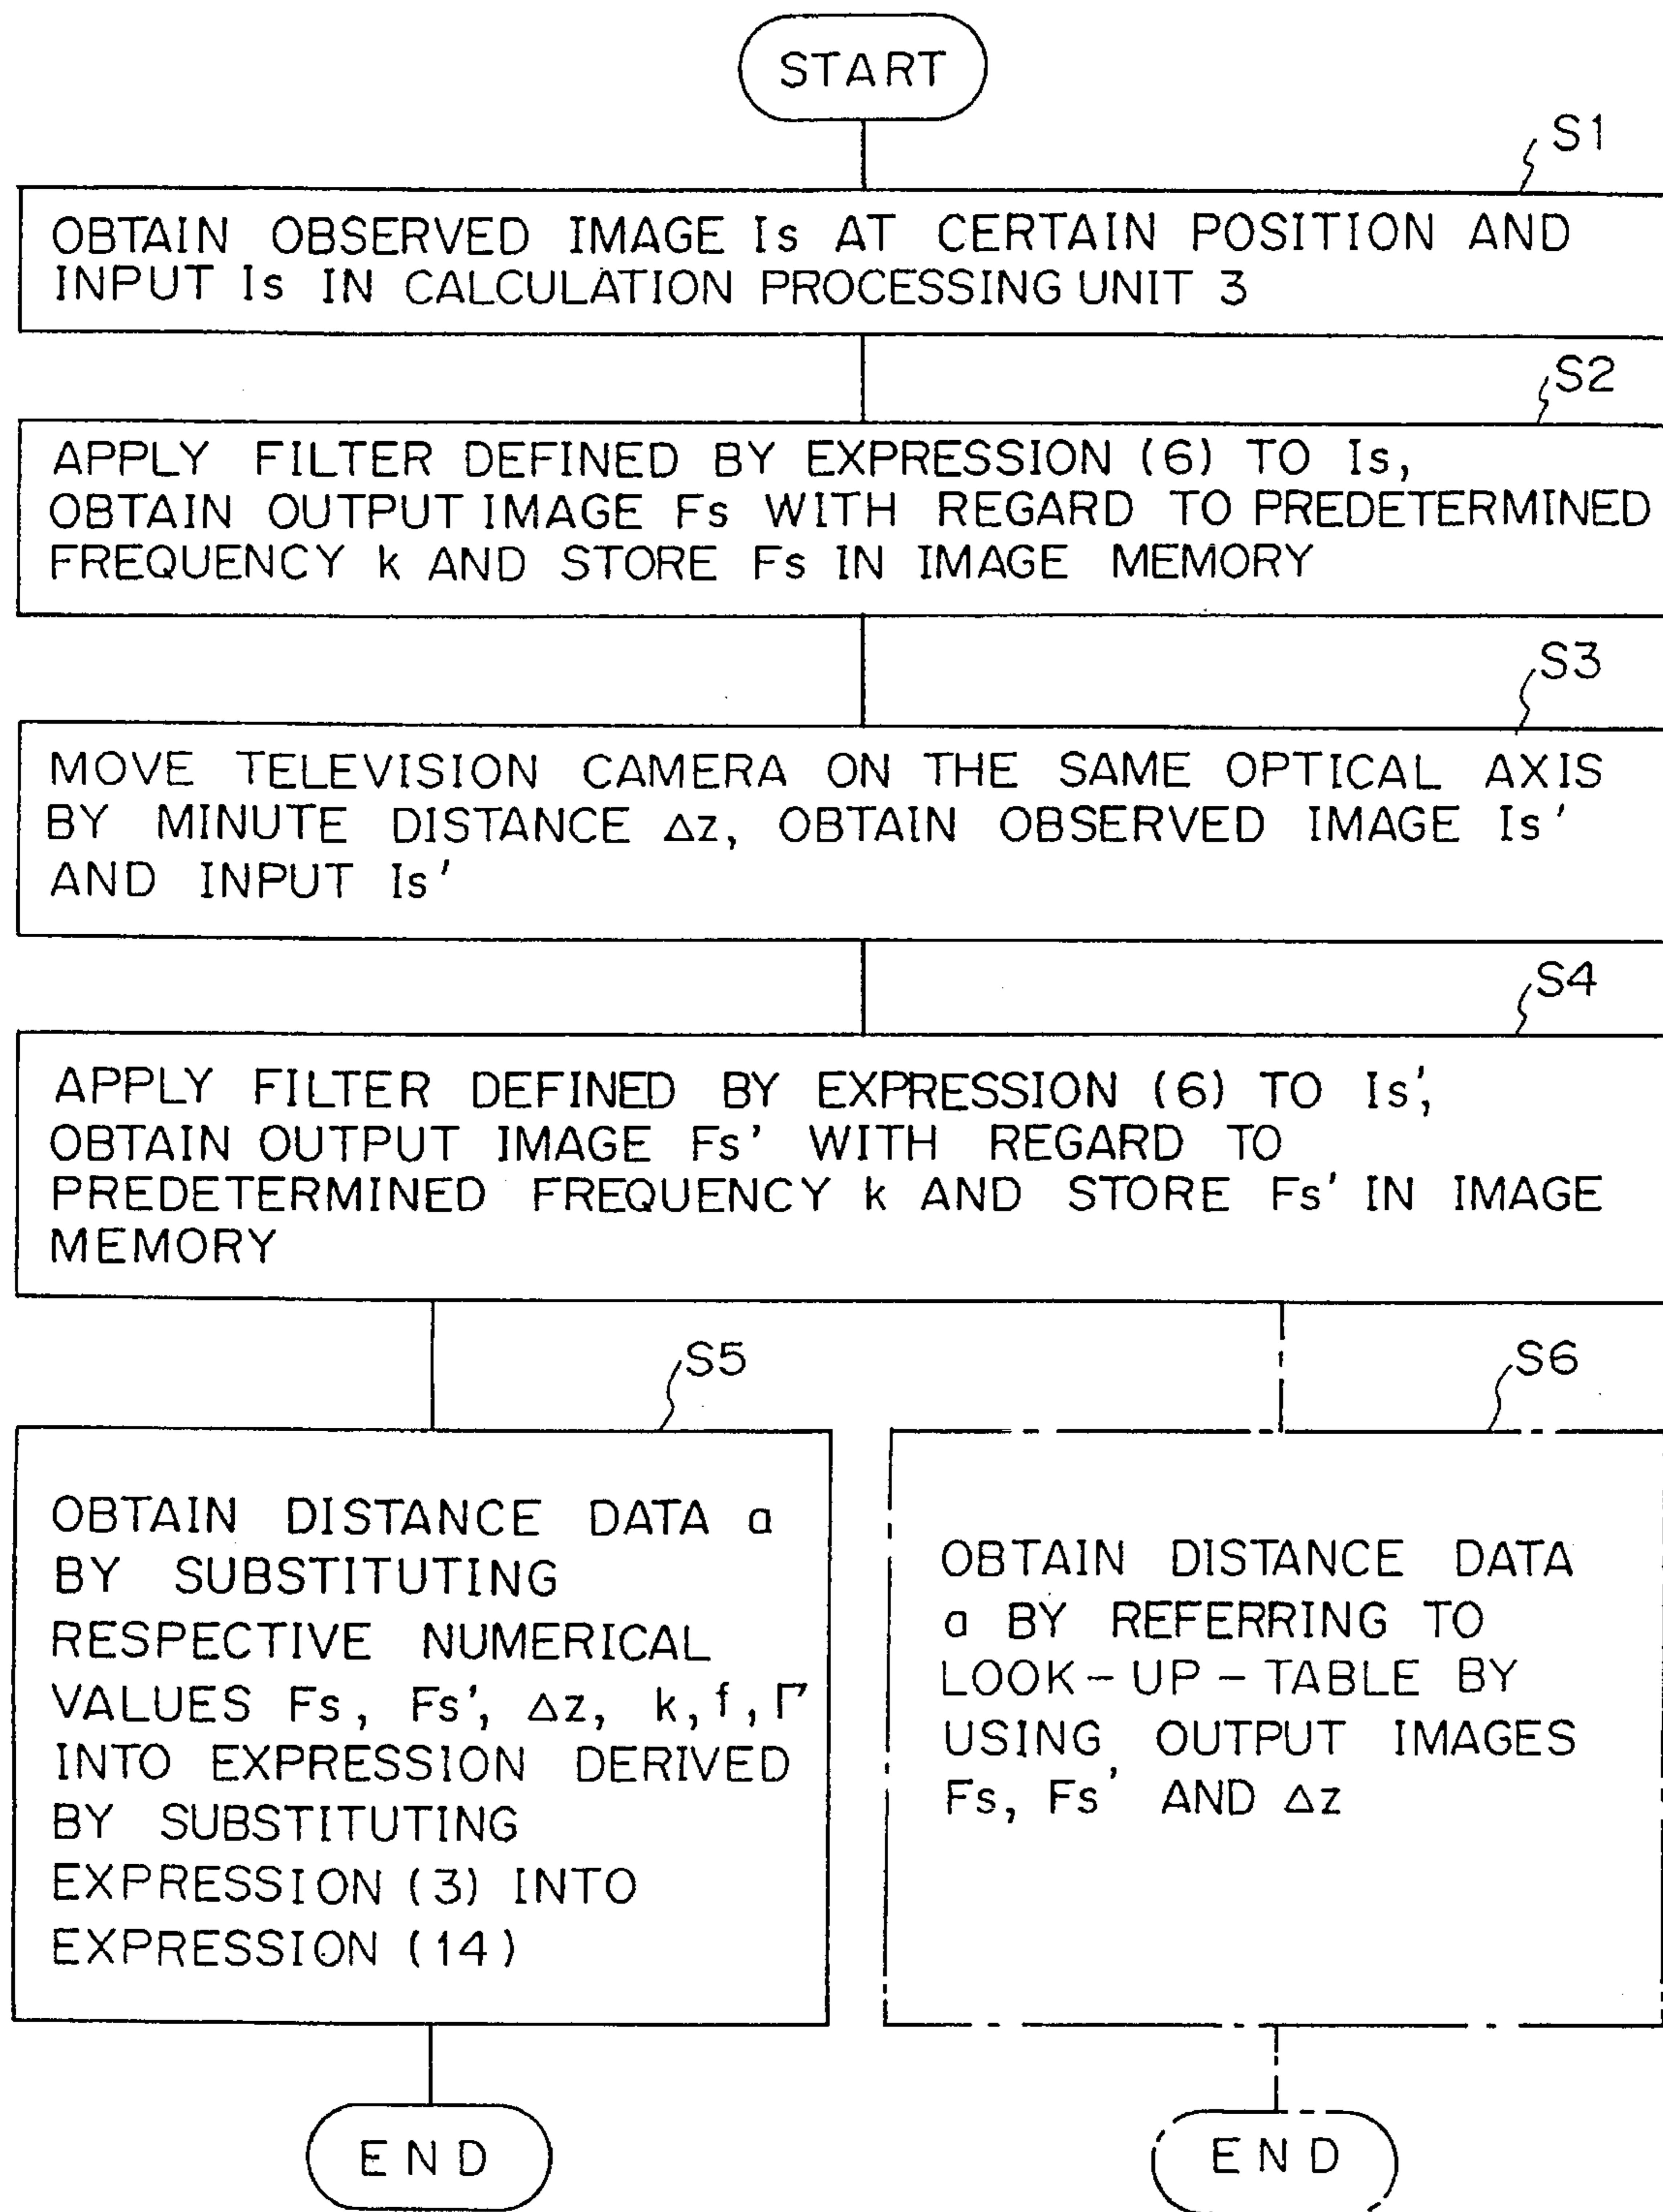 START
S1
OBTAIN OBSERVED IMAGE Is AT CERTAIN POSITION AND
INPUT Is IN CALCULATION PROCESSING UNIT 3
S2
APPLY FILTER DEFINED BY EXPRESSION (6) TO Is,
OBTAIN OUTPUT IMAGE Fs WITH REGARD TO PREDETERMINED
FREQUENCY k AND STORE Fs IN IMAGE MEMORY
S3
MOVE TELEVISION CAMERA ON THE SAME OPTICAL AXIS
BY MINUTE DISTANCE Δz, OBTAIN OBSERVED IMAGE Is'
AND INPUT Is'
S4
APPLY FILTER DEFINED BY EXPRESSION (6) TO Is',
OBTAIN OUTPUT IMAGE Fs' WITH REGARD TO
PREDETERMINED FREQUENCY k AND STORE Fs' IN IMAGE
MEMORY
S5
OBTAIN DISTANCE DATA a
BY SUBSTITUTING
RESPECTIVE NUMERICAL
VALUES Fs, Fs', Δz, k, f, Γ
INTO EXPRESSION DERIVED
BY SUBSTITUTING
EXPRESSION (3) INTO
EXPRESSION (14)
END
S6
OBTAIN DISTANCE DATA
a BY REFERRING TO
LOOK-UP-TABLE BY
USING OUTPUT IMAGES
Fs, Fs' AND Δz
END